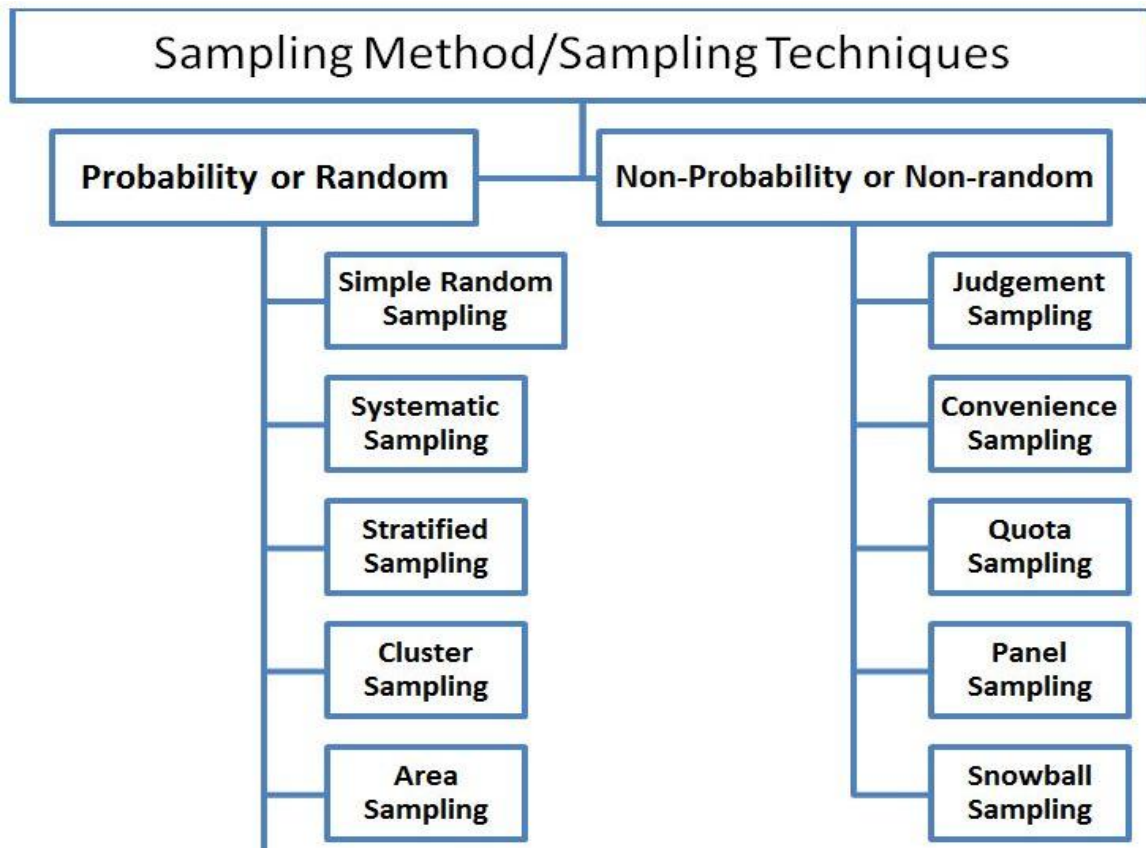 Sampling Method/Sampling Techniques
Probability or Random
Non-Probability or Non-random
Simple Random
Sampling
Systematic
Sampling
Stratified
Sampling
Cluster
Sampling
Area
Sampling
Judgement
Sampling
Convenience
Sampling
Quota
Sampling
Panel
Sampling
Snowball
Sampling